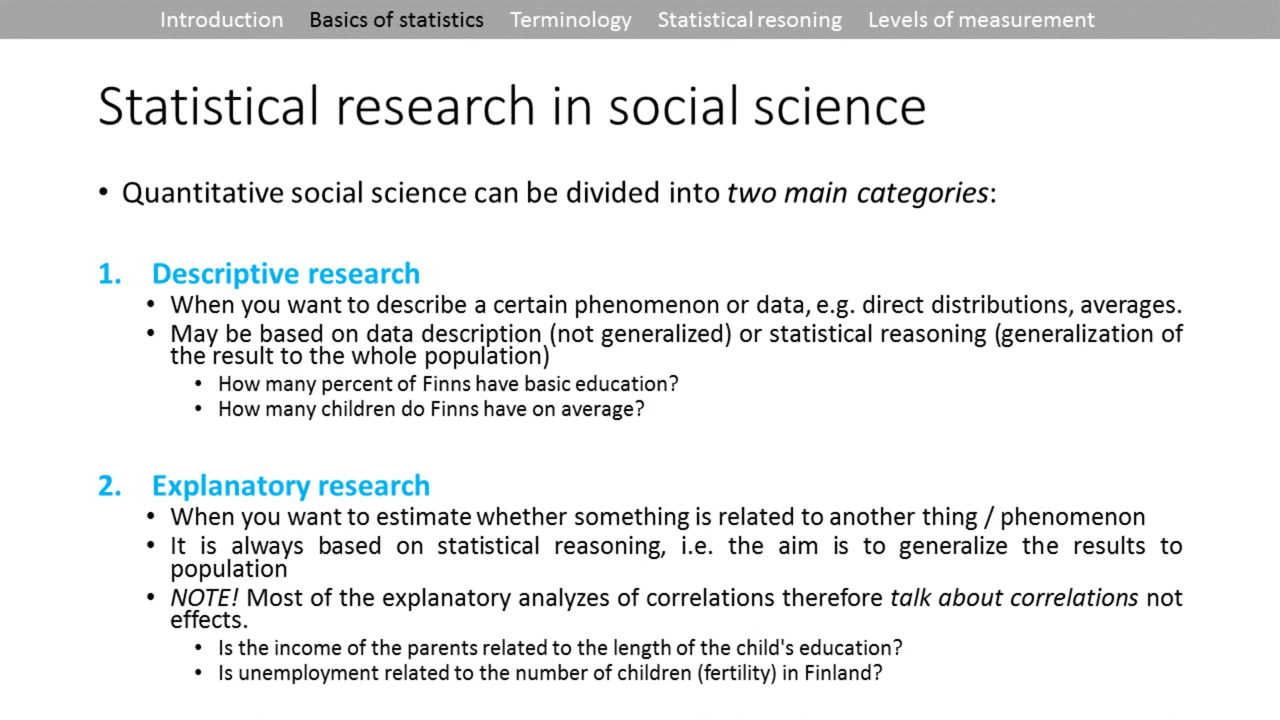 Introduction Basics of statistics Terminology Statistical resoning Levels of measurement
Statistical research in social science
• Quantitative social science can be divided into two main categories:
1. Descriptive research
• When you want to describe a certain phenomenon or data, e.g. direct distributions, averages.
• May be based on data description (not generalized) or statistical reasoning (generalization of
the result to the whole population)
• How many percent of Finns have basic education?
• How many children do Finns have on average?
2. Explanatory research
• When you want to estimate whether something is related to another thing / phenomenon
• It is always based on statistical reasoning, i.e. the aim is to generalize the results to
population
• NOTE! Most of the explanatory analyzes of correlations therefore talk about correlations not
effects.
• Is the income of the parents related to the length of the child's education?
• Is unemployment related to the number of children (fertility) in Finland?